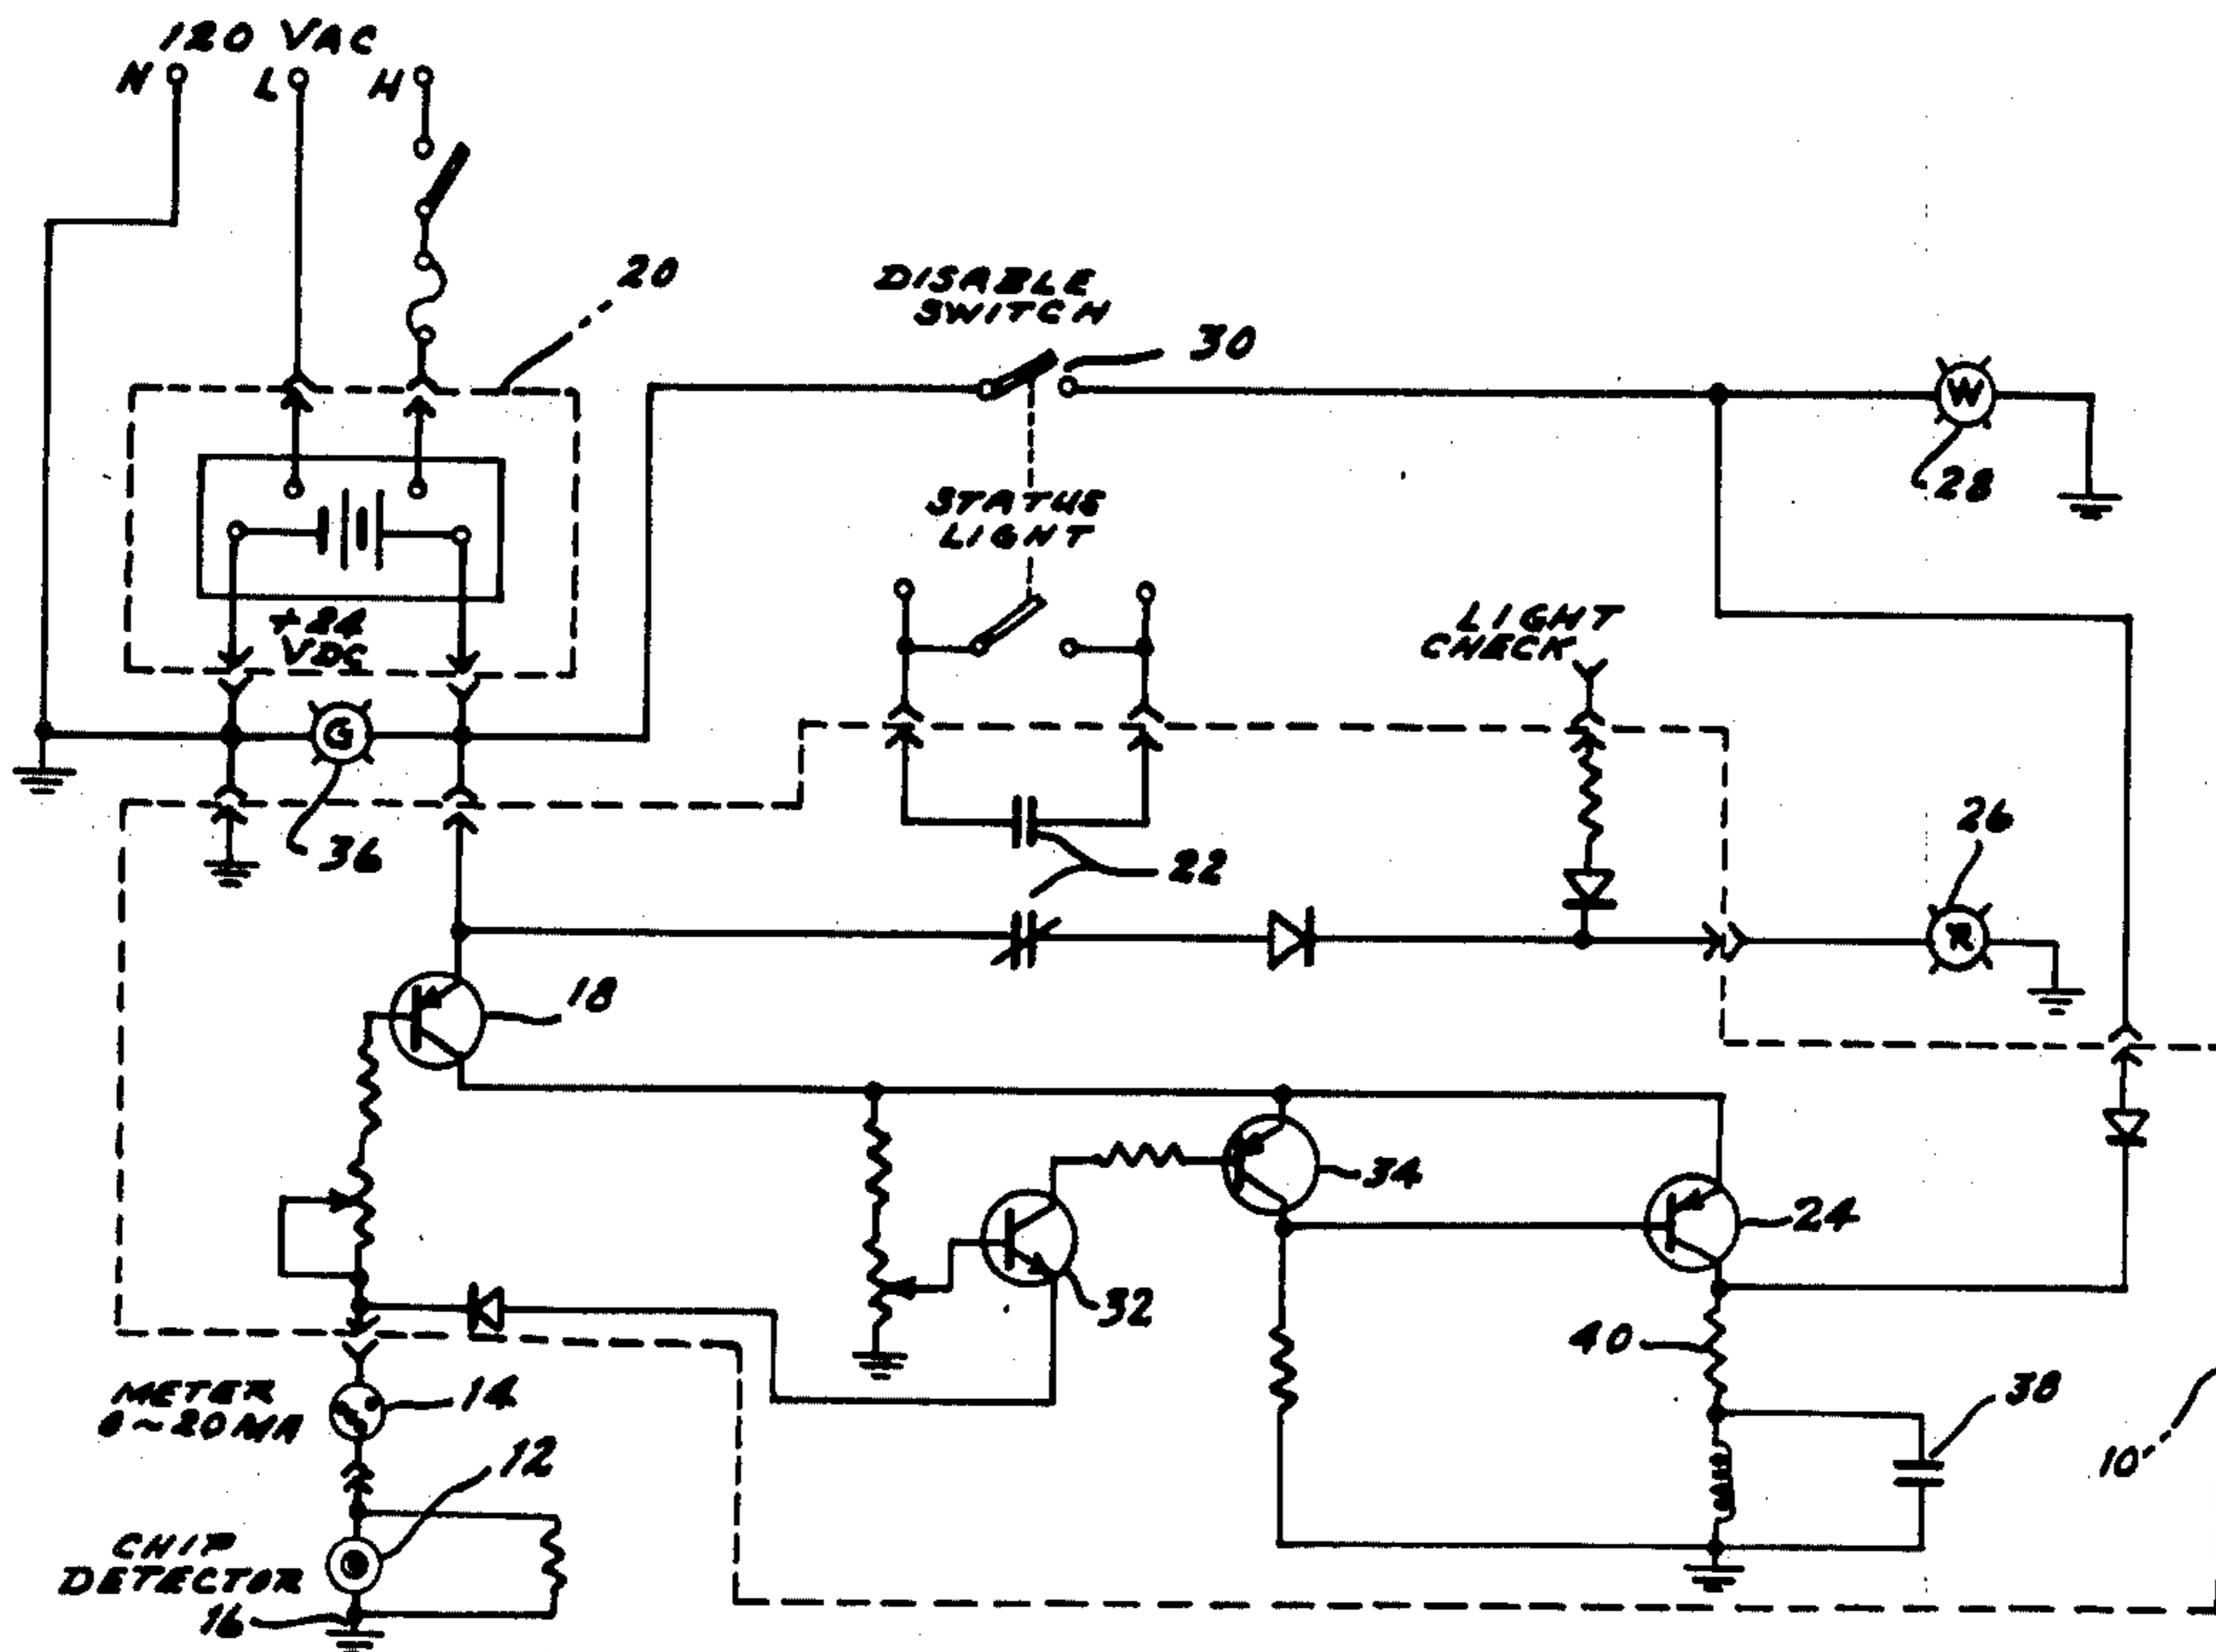 120 VAC
N L H
20
DISABLE
SWITCH
30
W
28
STATUS
LIGHT
+24
VDC
LIGHT
CHECK
G
36
22
26
R
18
34
24
32
40
38
METER
0~20MA
14
12
10'
CHIP
DETECTOR
16